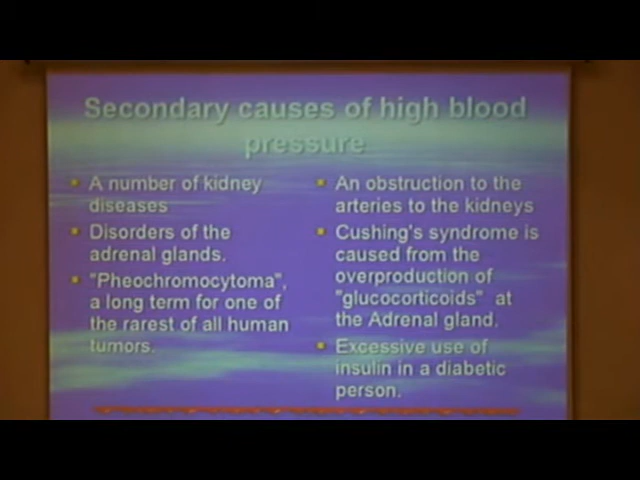 Secondary causes of high blood
pressure
A number of kidney
diseases
Disorders of the
adrenal glands.
"Pheochromocytoma",
a long term for one of
the rarest of all human
tumors.
An obstruction to the
arteries to the kidneys
Cushing's syndrome is
caused from the
overproduction of
"glucocorticoids" at
the Adrenal gland.
Excessive use of
insulin in a diabetic
person.